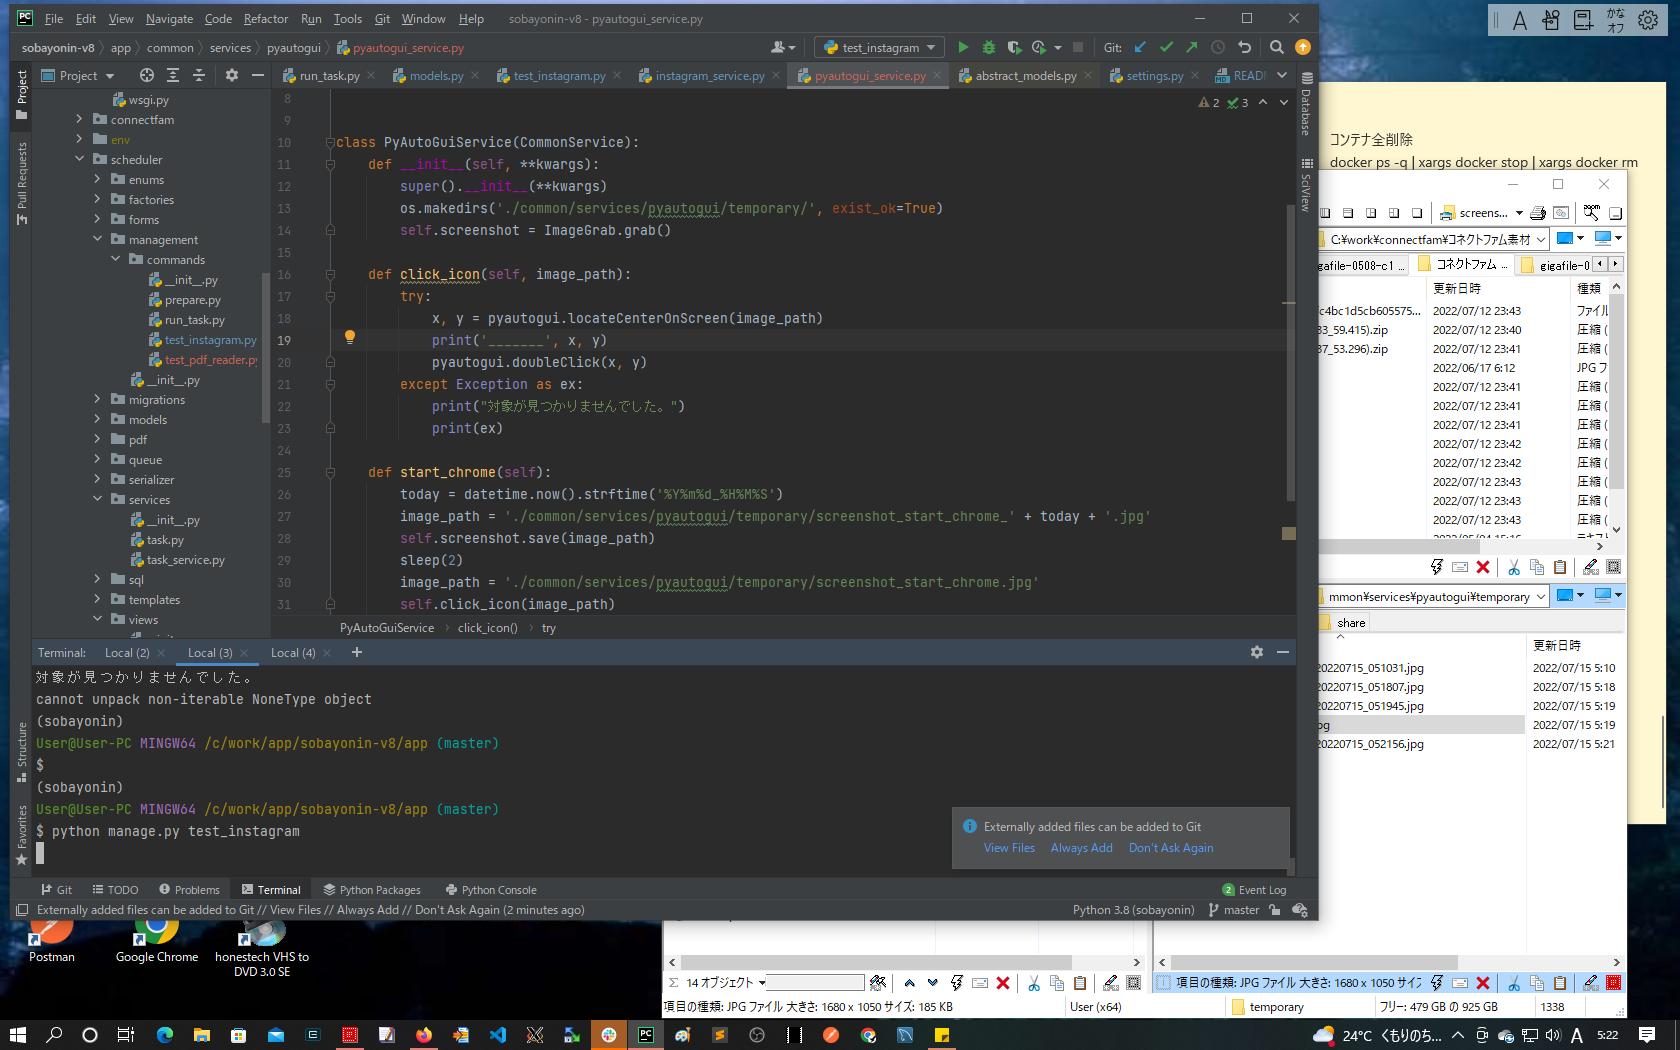 File Edit View Navigate Code Refactor Run Tools Git Window Help sobayonin-v8 - pyautogui_service.py
sobayonin-v8 app common services pyautogui pyautogui_service.py test_instagram Git:
Project run_task.py models.py test_instagram.py instagram_service.py pyautogui_service.py abstract_models.py settings.py READ
Project
Pull Requests
Structure
Favorites
Database
SciView
wsgi.py
connectfam
env
scheduler
enums
factories
forms
management
commands
__init__.py
prepare.py
run_task.py
test_instagram.py
test_pdf_reader.py
__init__.py
migrations
models
pdf
queue
serializer
services
__init__.py
task.py
task_service.py
sql
templates
views
2 3
8
9
10 class PyAutoGuiService(CommonService):
11 def __init__(self, **kwargs):
12 super().__init__(**kwargs)
13 os.makedirs('./common/services/pyautogui/temporary/', exist_ok=True)
14 self.screenshot = ImageGrab.grab()
15
16 def click_icon(self, image_path):
17 try:
18 x, y = pyautogui.locateCenterOnScreen(image_path)
19 print('_______', x, y)
20 pyautogui.doubleClick(x, y)
21 except Exception as ex:
22 print("対象が見つかりませんでした。")
23 print(ex)
24
25 def start_chrome(self):
26 today = datetime.now().strftime('%Y%m%d_%H%M%S')
27 image_path = './common/services/pyautogui/temporary/screenshot_start_chrome_' + today + '.jpg'
28 self.screenshot.save(image_path)
29 sleep(2)
30 image_path = './common/services/pyautogui/temporary/screenshot_start_chrome.jpg'
31 self.click_icon(image_path)
PyAutoGuiService click_icon() try
Terminal: Local (2) Local (3) Local (4)
対象が見つかりませんでした。
cannot unpack non-iterable NoneType object
(sobayonin)
User@User-PC MINGW64 /c/work/app/sobayonin-v8/app (master)
$
(sobayonin)
User@User-PC MINGW64 /c/work/app/sobayonin-v8/app (master)
$ python manage.py test_instagram
Externally added files can be added to Git
View Files Always Add Don't Ask Again
Git TODO Problems Terminal Python Packages Python Console 2 Event Log
Externally added files can be added to Git // View Files // Always Add // Don't Ask Again (2 minutes ago) Python 3.8 (sobayonin) master
A かな
オフ
コンテナ全削除
docker ps -q | xargs docker stop | xargs docker rm
screens...
C:¥work¥connectfam¥コネクトファム素材
gafile-0508-c1 ... コネクトファム ... gigafile-0
更新日時 種類
c4bc1d5cb605575... 2022/07/12 23:43 ファイル
33_59.415).zip 2022/07/12 23:40 圧縮 (
37_53.296).zip 2022/07/12 23:41 圧縮 (
2022/06/17 6:12 JPG フ
2022/07/12 23:41 圧縮 (
2022/07/12 23:41 圧縮 (
2022/07/12 23:41 圧縮 (
2022/07/12 23:42 圧縮 (
2022/07/12 23:42 圧縮 (
2022/07/12 23:43 圧縮 (
2022/07/12 23:43 圧縮 (
2022/07/12 23:43 圧縮 (
mmon¥services¥pyautogui¥temporary
share
更新日時
20220715_051031.jpg 2022/07/15 5:10
20220715_051807.jpg 2022/07/15 5:18
20220715_051945.jpg 2022/07/15 5:19
pg 2022/07/15 5:19
20220715_052156.jpg 2022/07/15 5:21
Postman
Google Chrome
honestech VHS to
DVD 3.0 SE
14 オブジェクト
項目の種類: JPG ファイル 大きさ: 1680 x 1050 サイズ
項目の種類: JPG ファイル 大きさ: 1680 x 1050 サイズ: 185 KB User (x64) temporary フリー: 479 GB の 925 GB 1338
24°C くもりのち... A 5:22